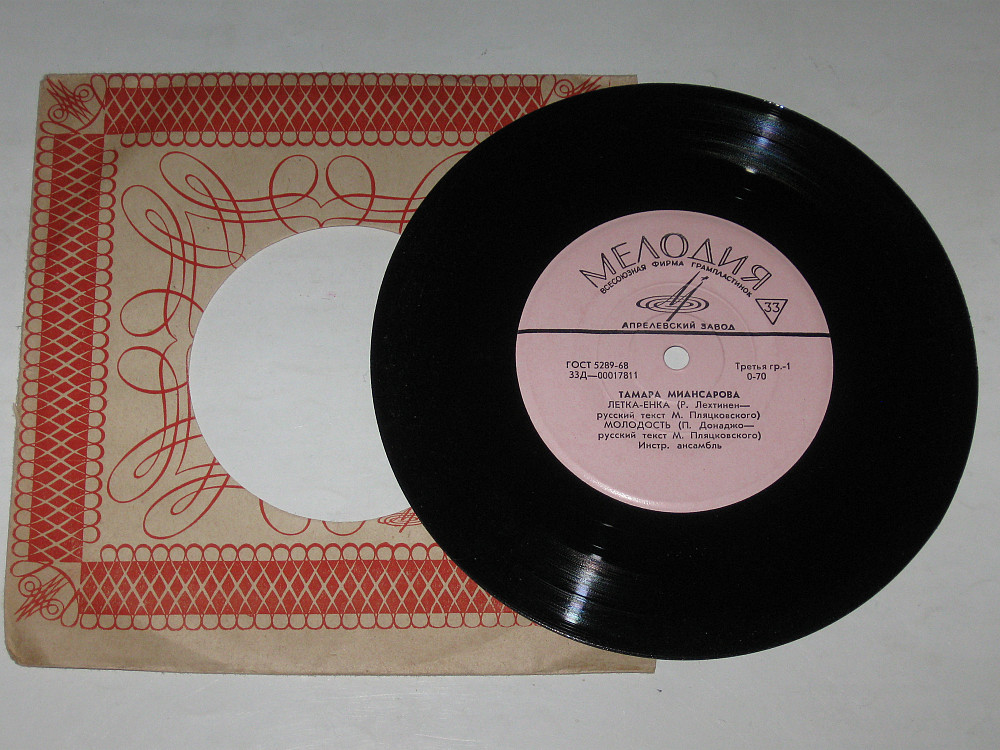 МЕЛОДИЯ
ВСЕСОЮЗНАЯ ФИРМА ГРАМПЛАСТИНОК
33
АПРЕЛЕВСКИЙ ЗАВОД
ГОСТ 5289-68
33Д—00017811
Третья гр.-1
0-70
ТАМАРА МИАНСАРОВА
ЛЕТКА-ЕНКА (Р. Лехтинен—
русский текст М. Пляцковского)
МОЛОДОСТЬ (П. Донаджо—
русский текст М. Пляцковского)
Инстр. ансамбль